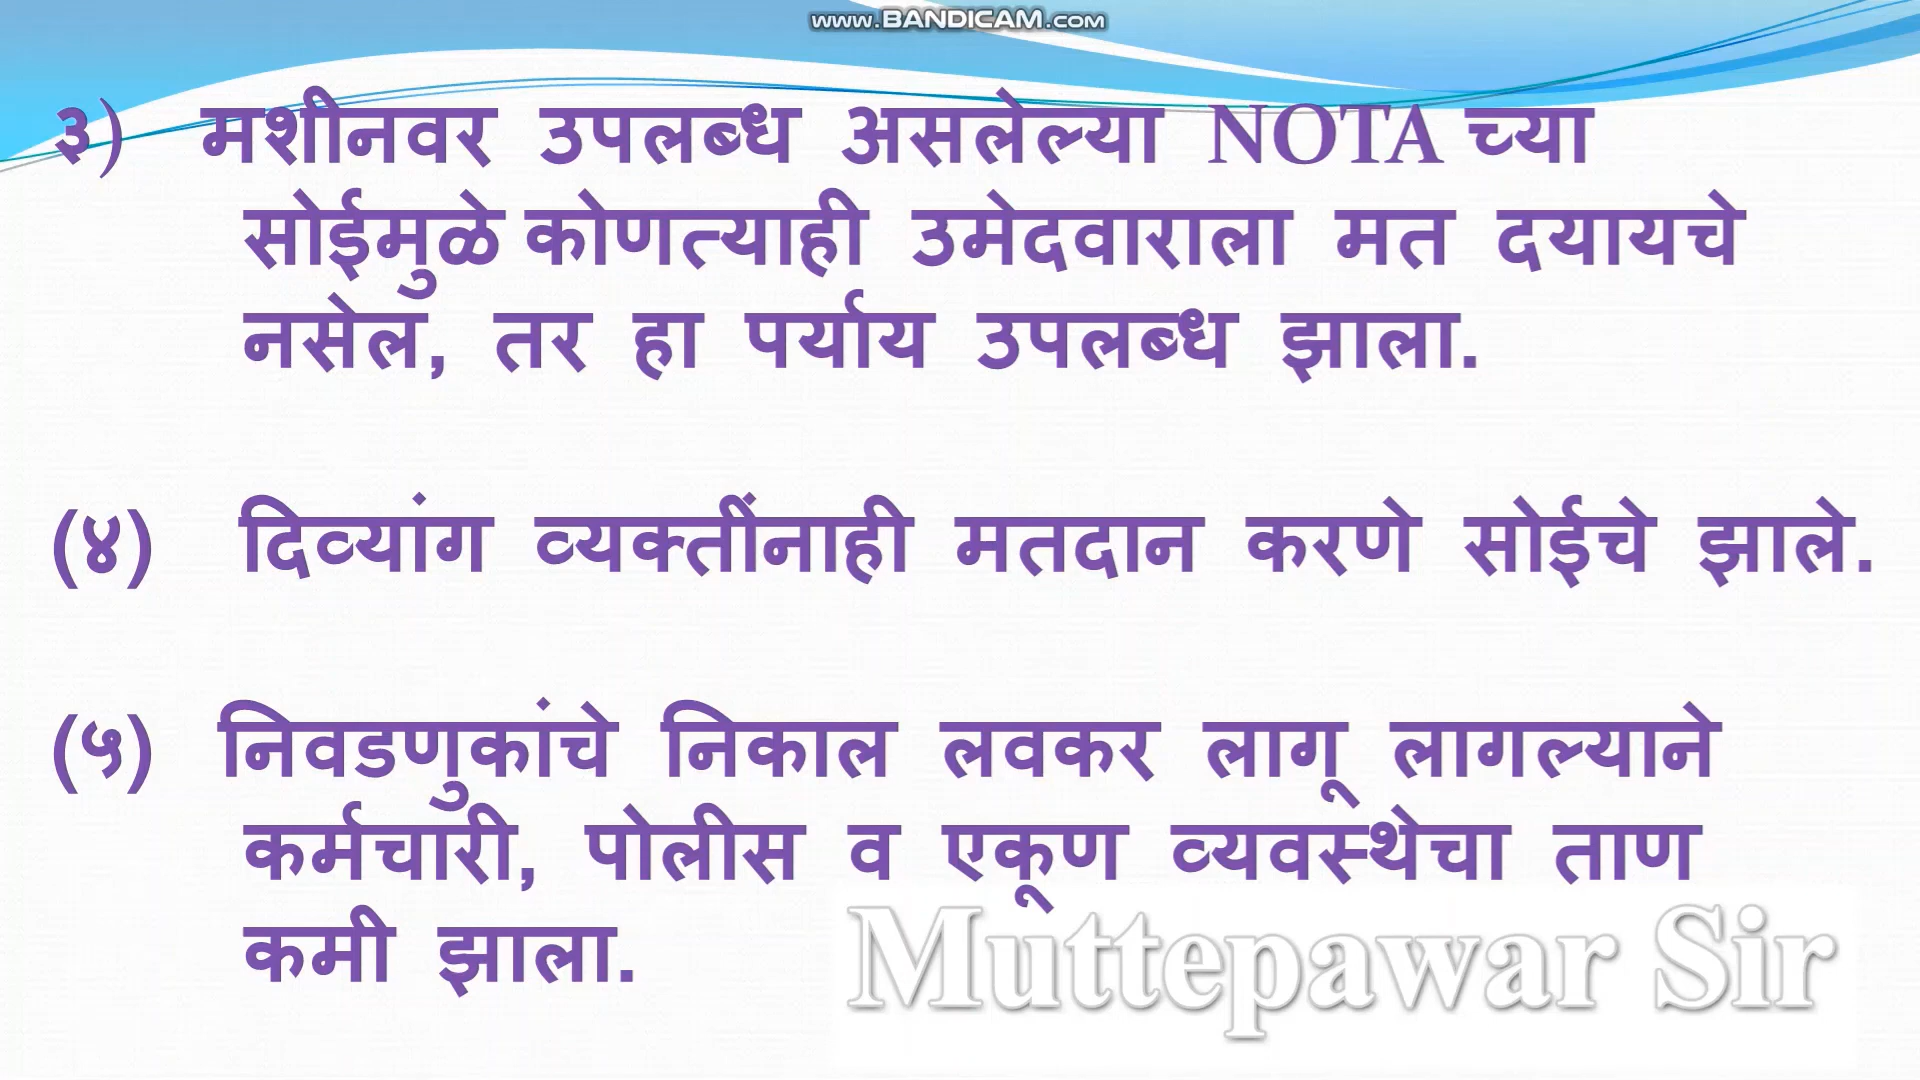 www.BANDICAM.com
३) मशीनवर उपलब्ध असलेल्या NOTA च्या
सोईमुळे कोणत्याही उमेदवाराला मत दयायचे
नसेल, तर हा पर्याय उपलब्ध झाला.
(४) दिव्यांग व्यक्तींनाही मतदान करणे सोईचे झाले.
(५) निवडणुकांचे निकाल लवकर लागू लागल्याने
कर्मचारी, पोलीस व एकूण व्यवस्थेचा ताण
कमी झाला.
Muttepawar Sir